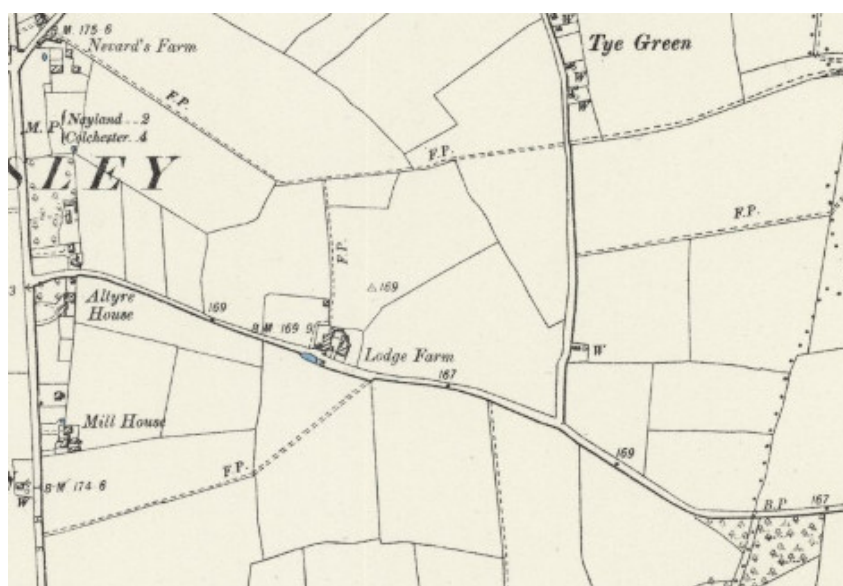 M. 175·6
Nevard's Farm
Tye Green
F.P.
M.P.
Nayland...2
Colchester..4
SLEY
F.P.
F.P.
F.P.
169
3
Altyre
House
169
B.M. 169·9
Lodge Farm
W
167
Mill House
F.P.
169
B.M. 174·6
W
B.P.
167
W
W
W